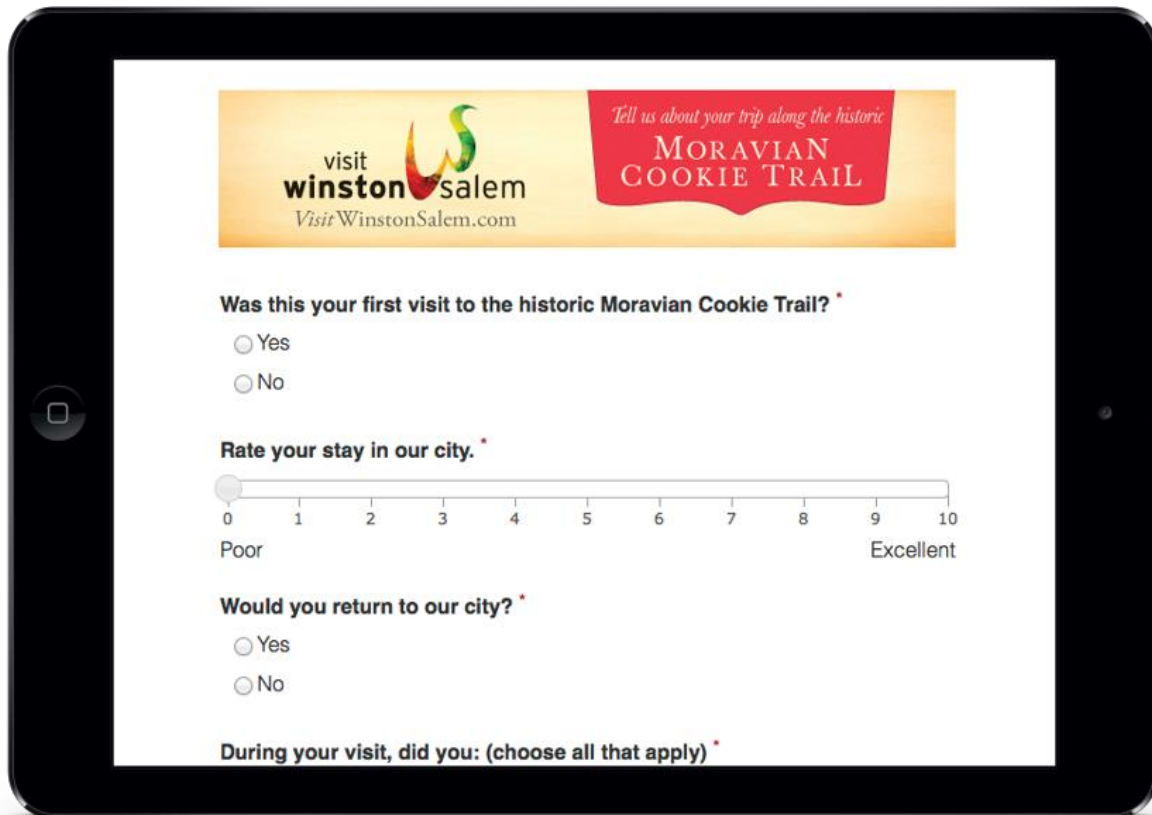 visit
winston salem
VisitWinstonSalem.com
Tell us about your trip along the historic
MORAVIAN
COOKIE TRAIL
Was this your first visit to the historic Moravian Cookie Trail? *
Yes
No
Rate your stay in our city. *
0 1 2 3 4 5 6 7 8 9 10
Poor Excellent
Would you return to our city? *
Yes
No
During your visit, did you: (choose all that apply) *